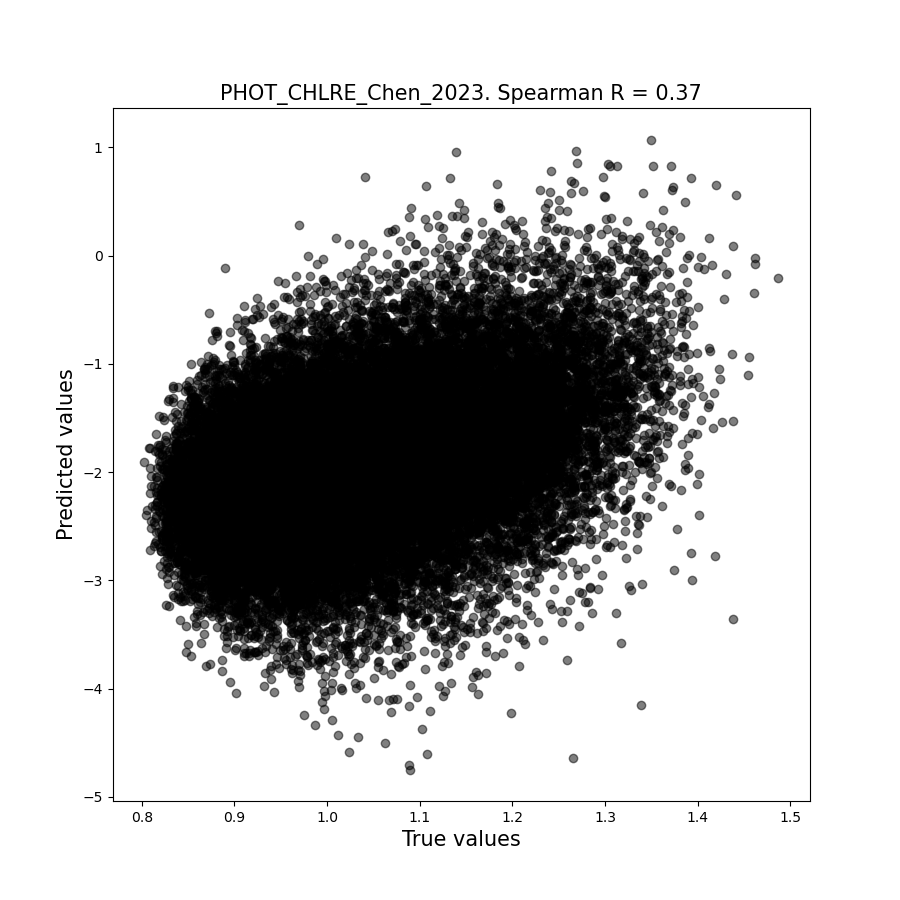 PHOT_CHLRE_Chen_2023. Spearman R = 0.37
1
0
−1
−2
−3
−4
−5
Predicted values
0.8 0.9 1.0 1.1 1.2 1.3 1.4 1.5
True values